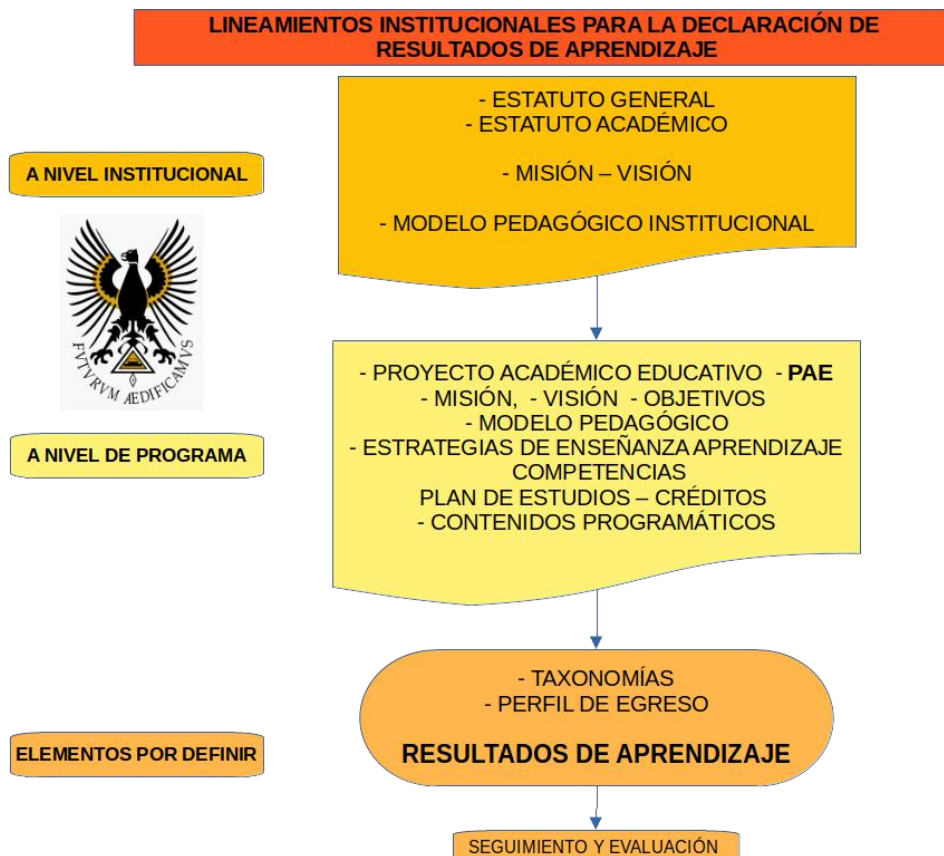 LINEAMIENTOS INSTITUCIONALES PARA LA DECLARACIÓN DE
RESULTADOS DE APRENDIZAJE
- ESTATUTO GENERAL
- ESTATUTO ACADÉMICO
A NIVEL INSTITUCIONAL
- MISIÓN – VISIÓN
- MODELO PEDAGÓGICO INSTITUCIONAL
FVTVRVM ÆDIFICAMVS
- PROYECTO ACADÉMICO EDUCATIVO - PAE
- MISIÓN, - VISIÓN - OBJETIVOS
- MODELO PEDAGÓGICO
A NIVEL DE PROGRAMA
- ESTRATEGIAS DE ENSEÑANZA APRENDIZAJE
COMPETENCIAS
PLAN DE ESTUDIOS – CRÉDITOS
- CONTENIDOS PROGRAMÁTICOS
- TAXONOMÍAS
- PERFIL DE EGRESO
ELEMENTOS POR DEFINIR
RESULTADOS DE APRENDIZAJE
SEGUIMIENTO Y EVALUACIÓN